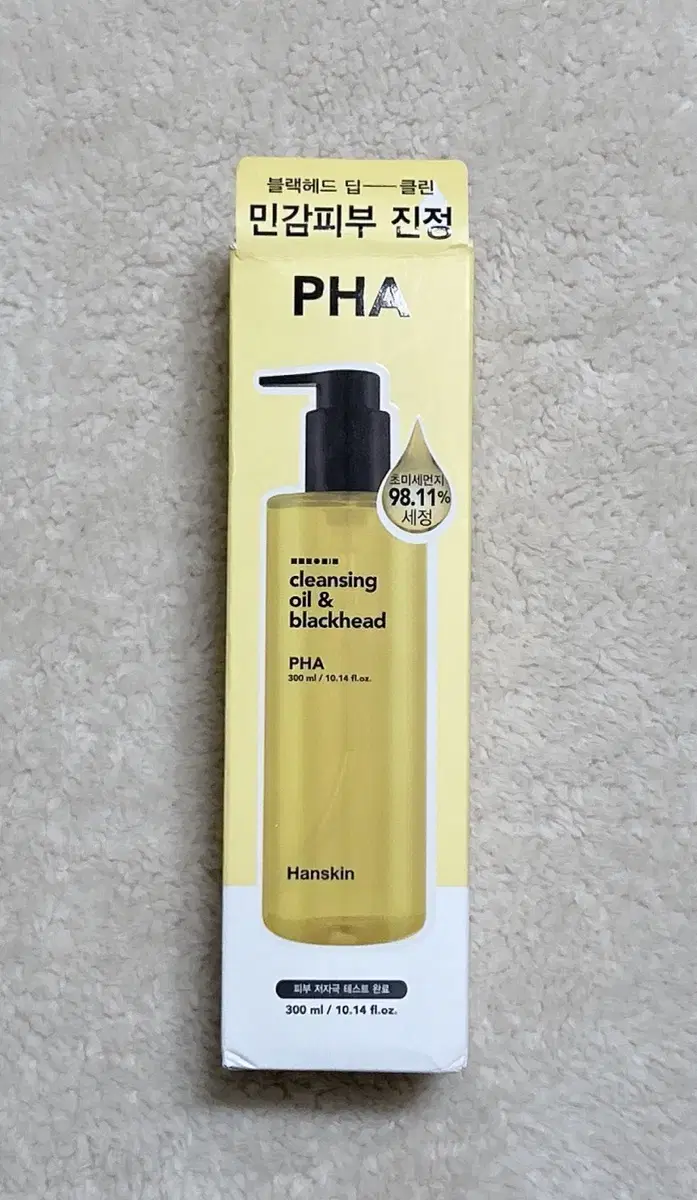 블랙헤드 딥——클린
민감피부 진정
PHA
초미세먼지
98.11%
세정
cleansing
oil &
blackhead
PHA
300 ml / 10.14 fl.oz.
Hanskin
피부 저자극 테스트 완료
300 ml / 10.14 fl.oz.